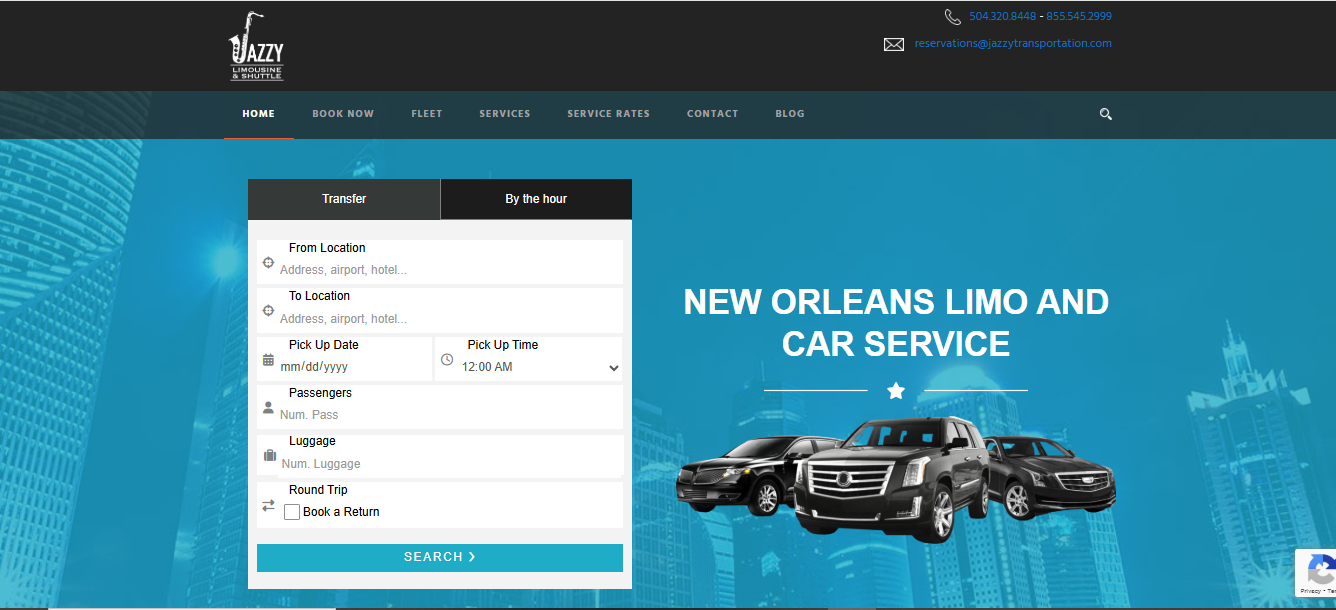 JAZZY
LIMOUSINE
& SHUTTLE
504.320.8448 - 855.545.2999
reservations@jazzytransportation.com
HOME BOOK NOW FLEET SERVICES SERVICE RATES CONTACT BLOG
Transfer By the hour
From Location
Address, airport, hotel...
To Location
Address, airport, hotel...
Pick Up Date Pick Up Time
mm/dd/yyyy 12:00 AM
Passengers
Num. Pass
Luggage
Num. Luggage
Round Trip
Book a Return
SEARCH ›
NEW ORLEANS LIMO AND
CAR SERVICE
Privacy - Te